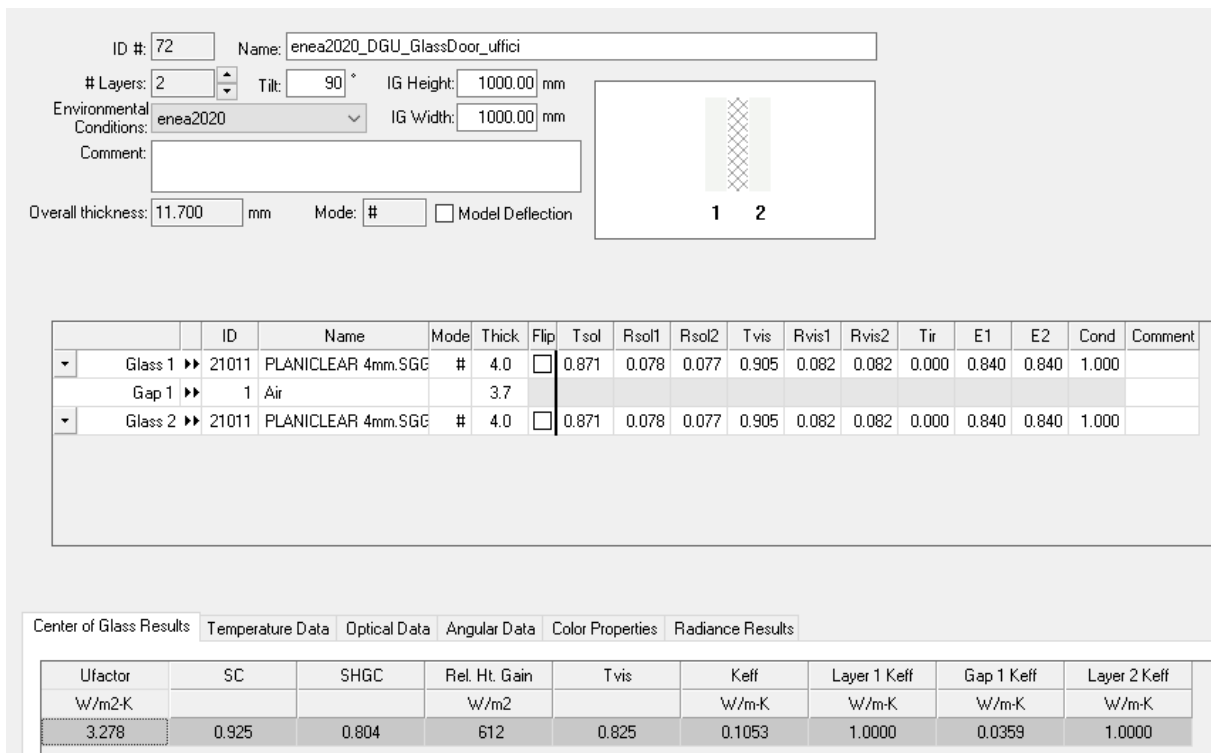 ID #: 72 Name: enea2020_DGU_GlassDoor_uffici
# Layers: 2 Tilt: 90 ° IG Height: 1000.00 mm
Environmental Conditions: enea2020 IG Width: 1000.00 mm
Comment:
Overall thickness: 11.700 mm Mode: # Model Deflection
1 2
ID Name Mode Thick Flip Tsol Rsol1 Rsol2 Tvis Rvis1 Rvis2 Tir E1 E2 Cond Comment
Glass 1 21011 PLANICLEAR 4mm.SGG # 4.0 0.871 0.078 0.077 0.905 0.082 0.082 0.000 0.840 0.840 1.000
Gap 1 1 Air 3.7
Glass 2 21011 PLANICLEAR 4mm.SGG # 4.0 0.871 0.078 0.077 0.905 0.082 0.082 0.000 0.840 0.840 1.000
Center of Glass Results Temperature Data Optical Data Angular Data Color Properties Radiance Results
Ufactor SC SHGC Rel. Ht. Gain Tvis Keff Layer 1 Keff Gap 1 Keff Layer 2 Keff
W/m2-K W/m2 W/m-K W/m-K W/m-K W/m-K
3.278 0.925 0.804 612 0.825 0.1053 1.0000 0.0359 1.0000